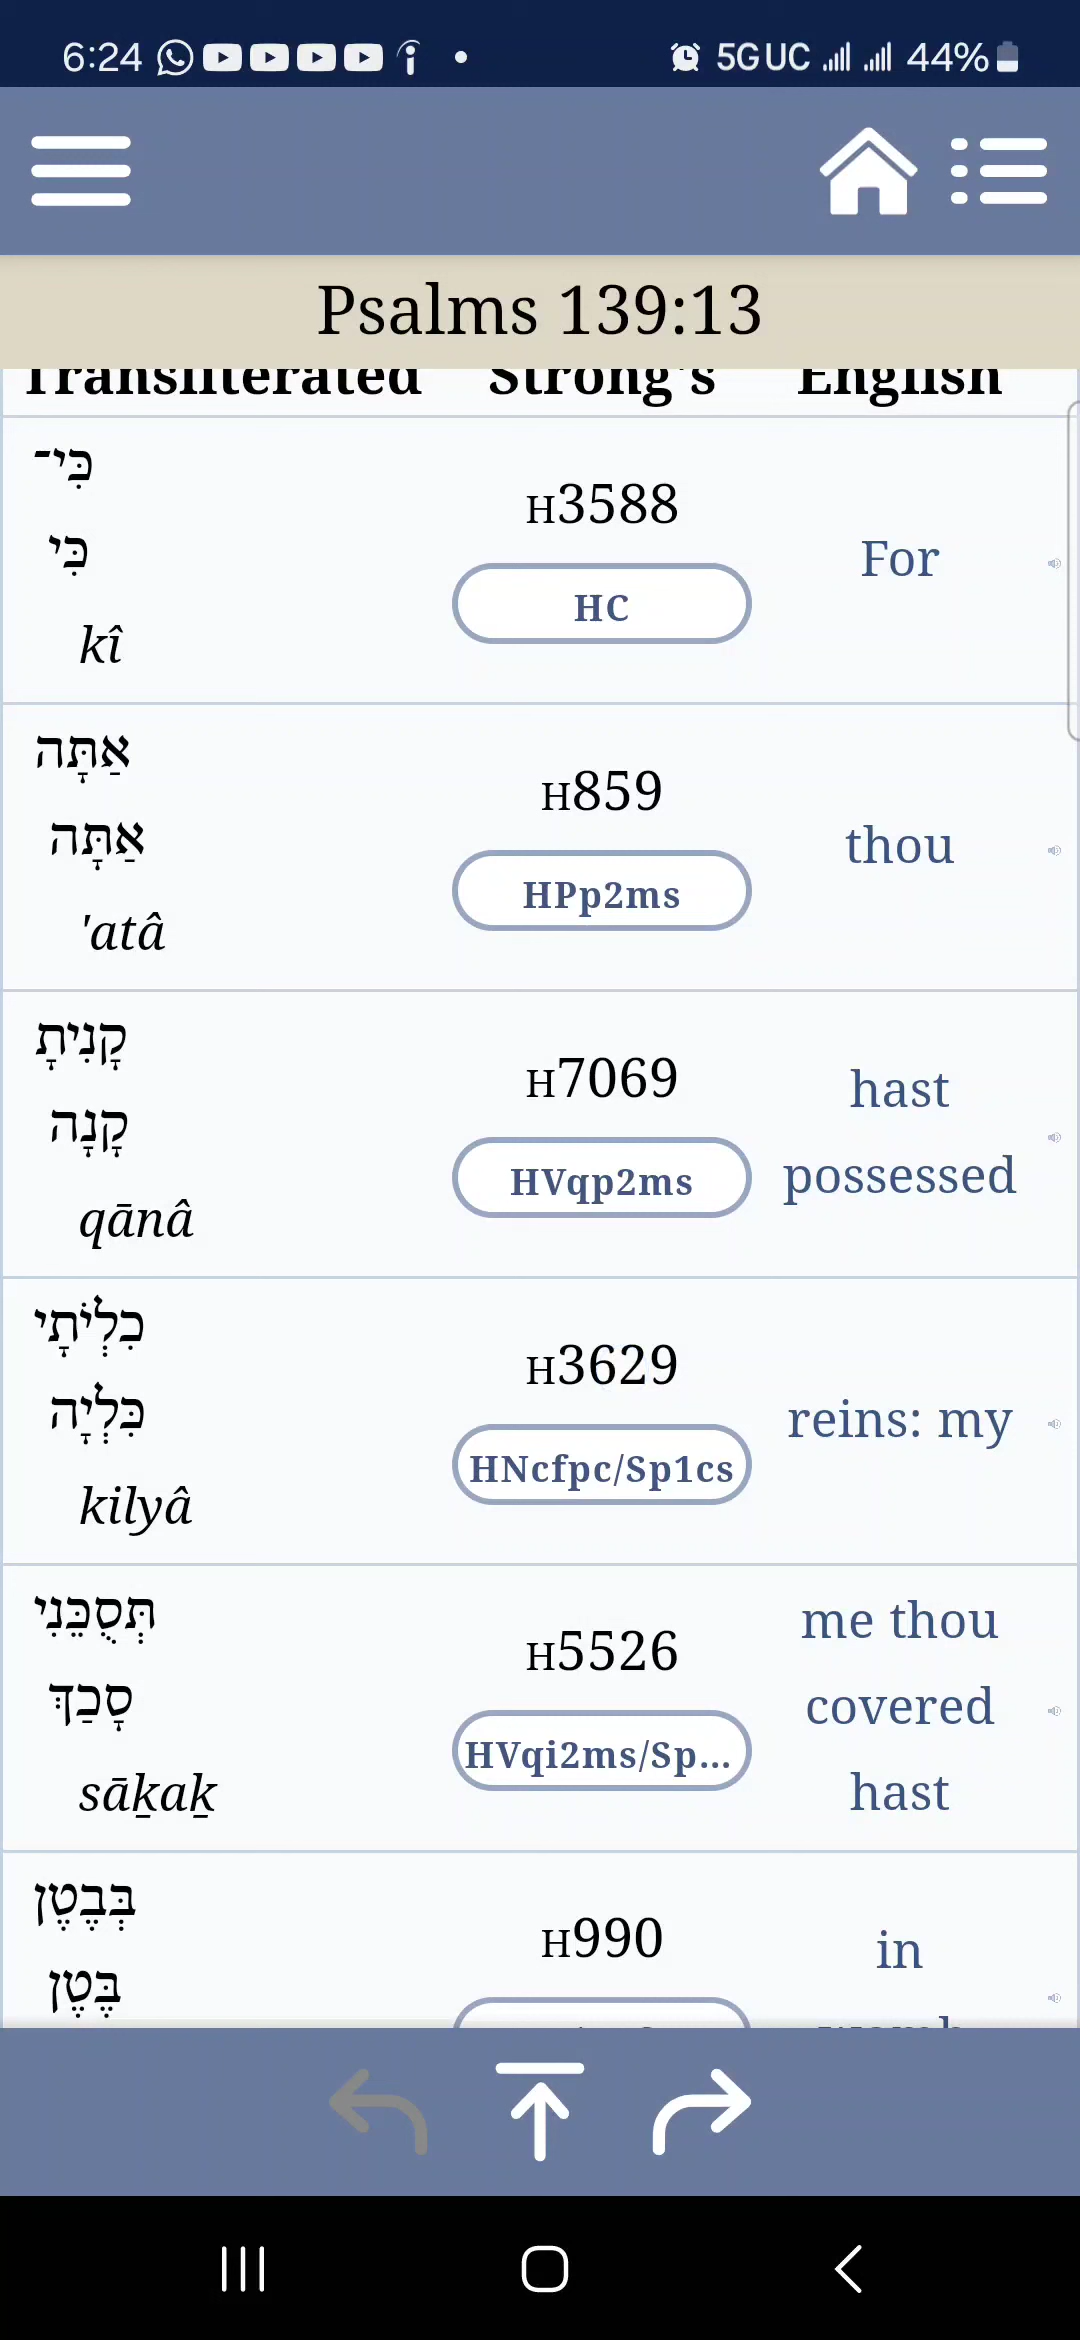 6:24 5G UC 44%
Psalms 139:13
Transliterated Strong's English
כִּי־
כִּי
kî
H3588
HC
For
אַתָּה
אַתָּה
'atâ
H859
HPp2ms
thou
קָנִיתָ
קָנָה
qānâ
H7069
HVqp2ms
hast
possessed
כִלְיֹתָי
כִּלְיָה
kilyâ
H3629
HNcfpc/Sp1cs
reins: my
תְּסֻכֵּנִי
סָכַךְ
sāḵaḵ
H5526
HVqi2ms/Sp...
me thou
covered
hast
בְּבֶטֶן
בֶּטֶן
H990
in